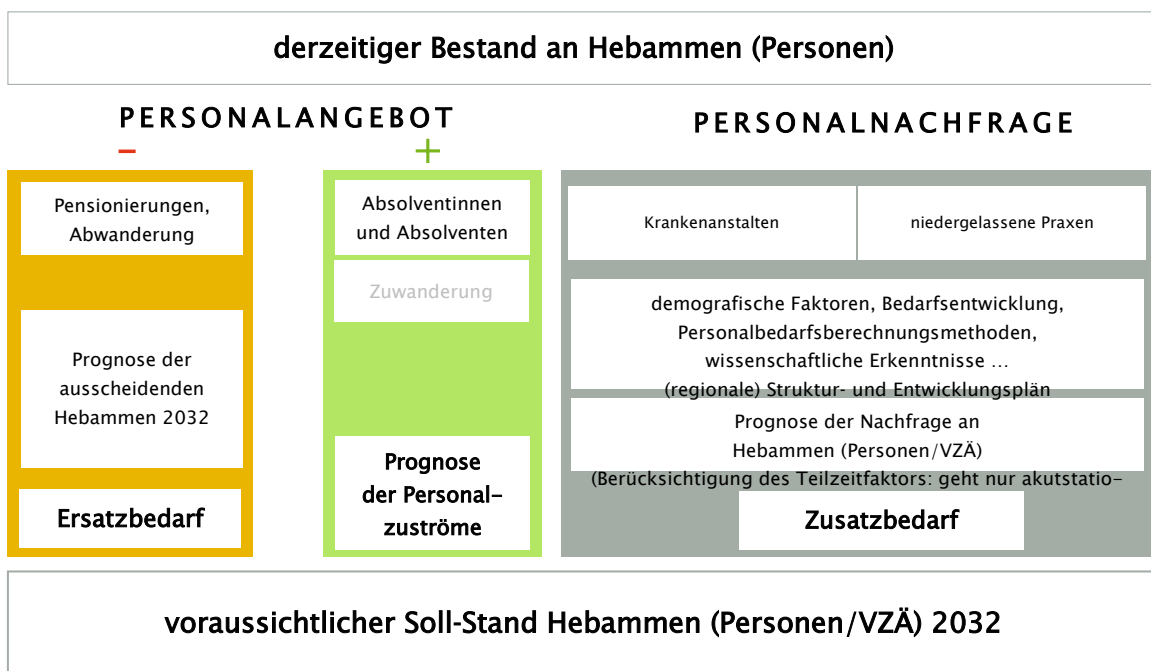 derzeitiger Bestand an Hebammen (Personen)
PERSONALANGEBOT
PERSONALNACHFRAGE
–
+
Pensionierungen,
Abwanderung
Prognose der
ausscheidenden
Hebammen 2032
Ersatzbedarf
Absolventinnen
und Absolventen
Zuwanderung
Prognose
der Personal–
zuströme
Krankenanstalten
niedergelassene Praxen
demografische Faktoren, Bedarfsentwicklung,
Personalbedarfsberechnungsmethoden,
wissenschaftliche Erkenntnisse …
(regionale) Struktur- und Entwicklungsplän
Prognose der Nachfrage an
Hebammen (Personen/VZÄ)
(Berücksichtigung des Teilzeitfaktors: geht nur akutstatio–
Zusatzbedarf
voraussichtlicher Soll-Stand Hebammen (Personen/VZÄ) 2032